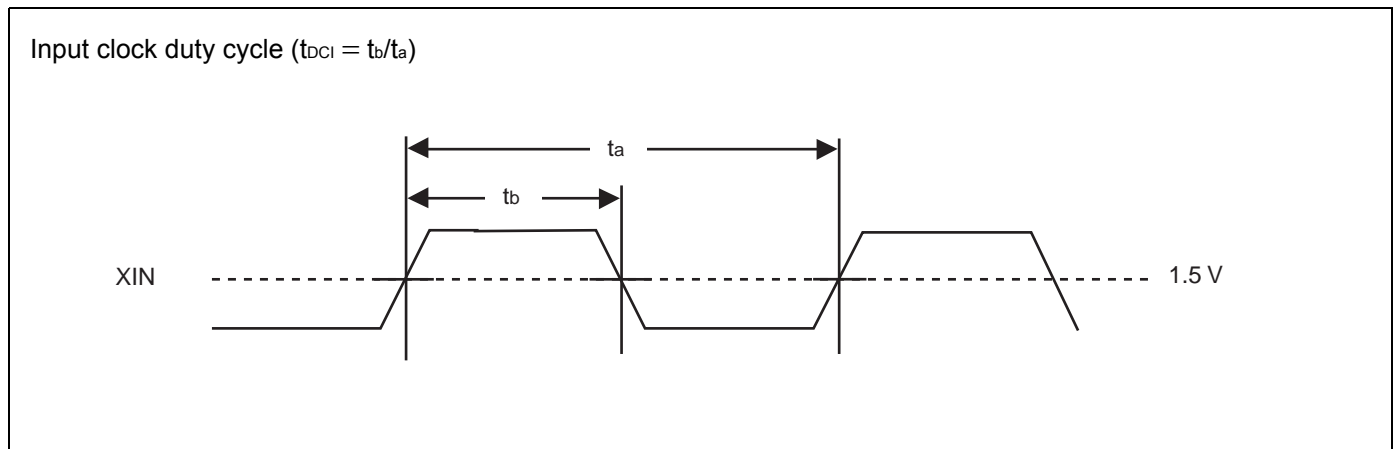 Input clock duty cycle (tDCI = tb/ta)
ta
tb
XIN
1.5 V